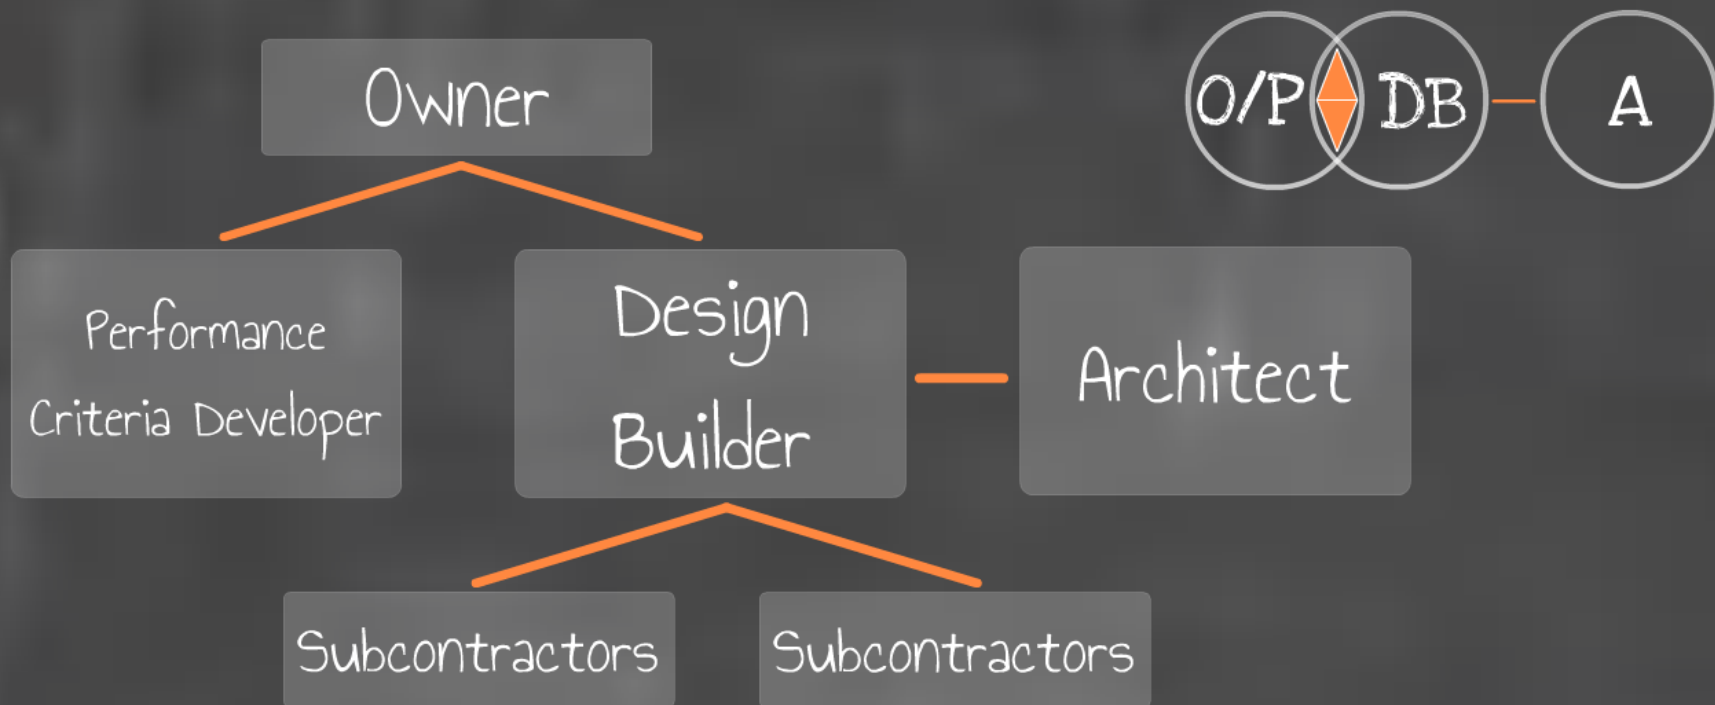 Owner
O/P
DB
A
Performance
Criteria Developer
Design
Builder
Architect
Subcontractors
Subcontractors